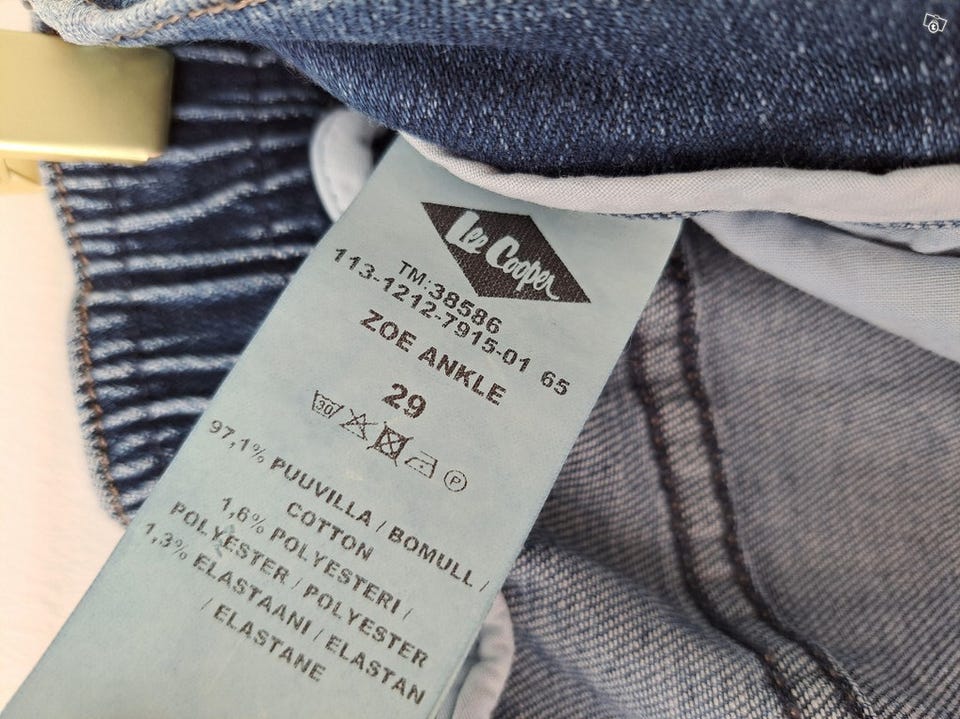 Lee Cooper
TM:38586
113-1212-7915-01 65
ZOE ANKLE
29
30
P
97,1% PUUVILLA / BOMULL /
COTTON
1,6% POLYESTERI /
POLYESTER / POLYESTER
1,3% ELASTAANI / ELASTAN
/ ELASTANE